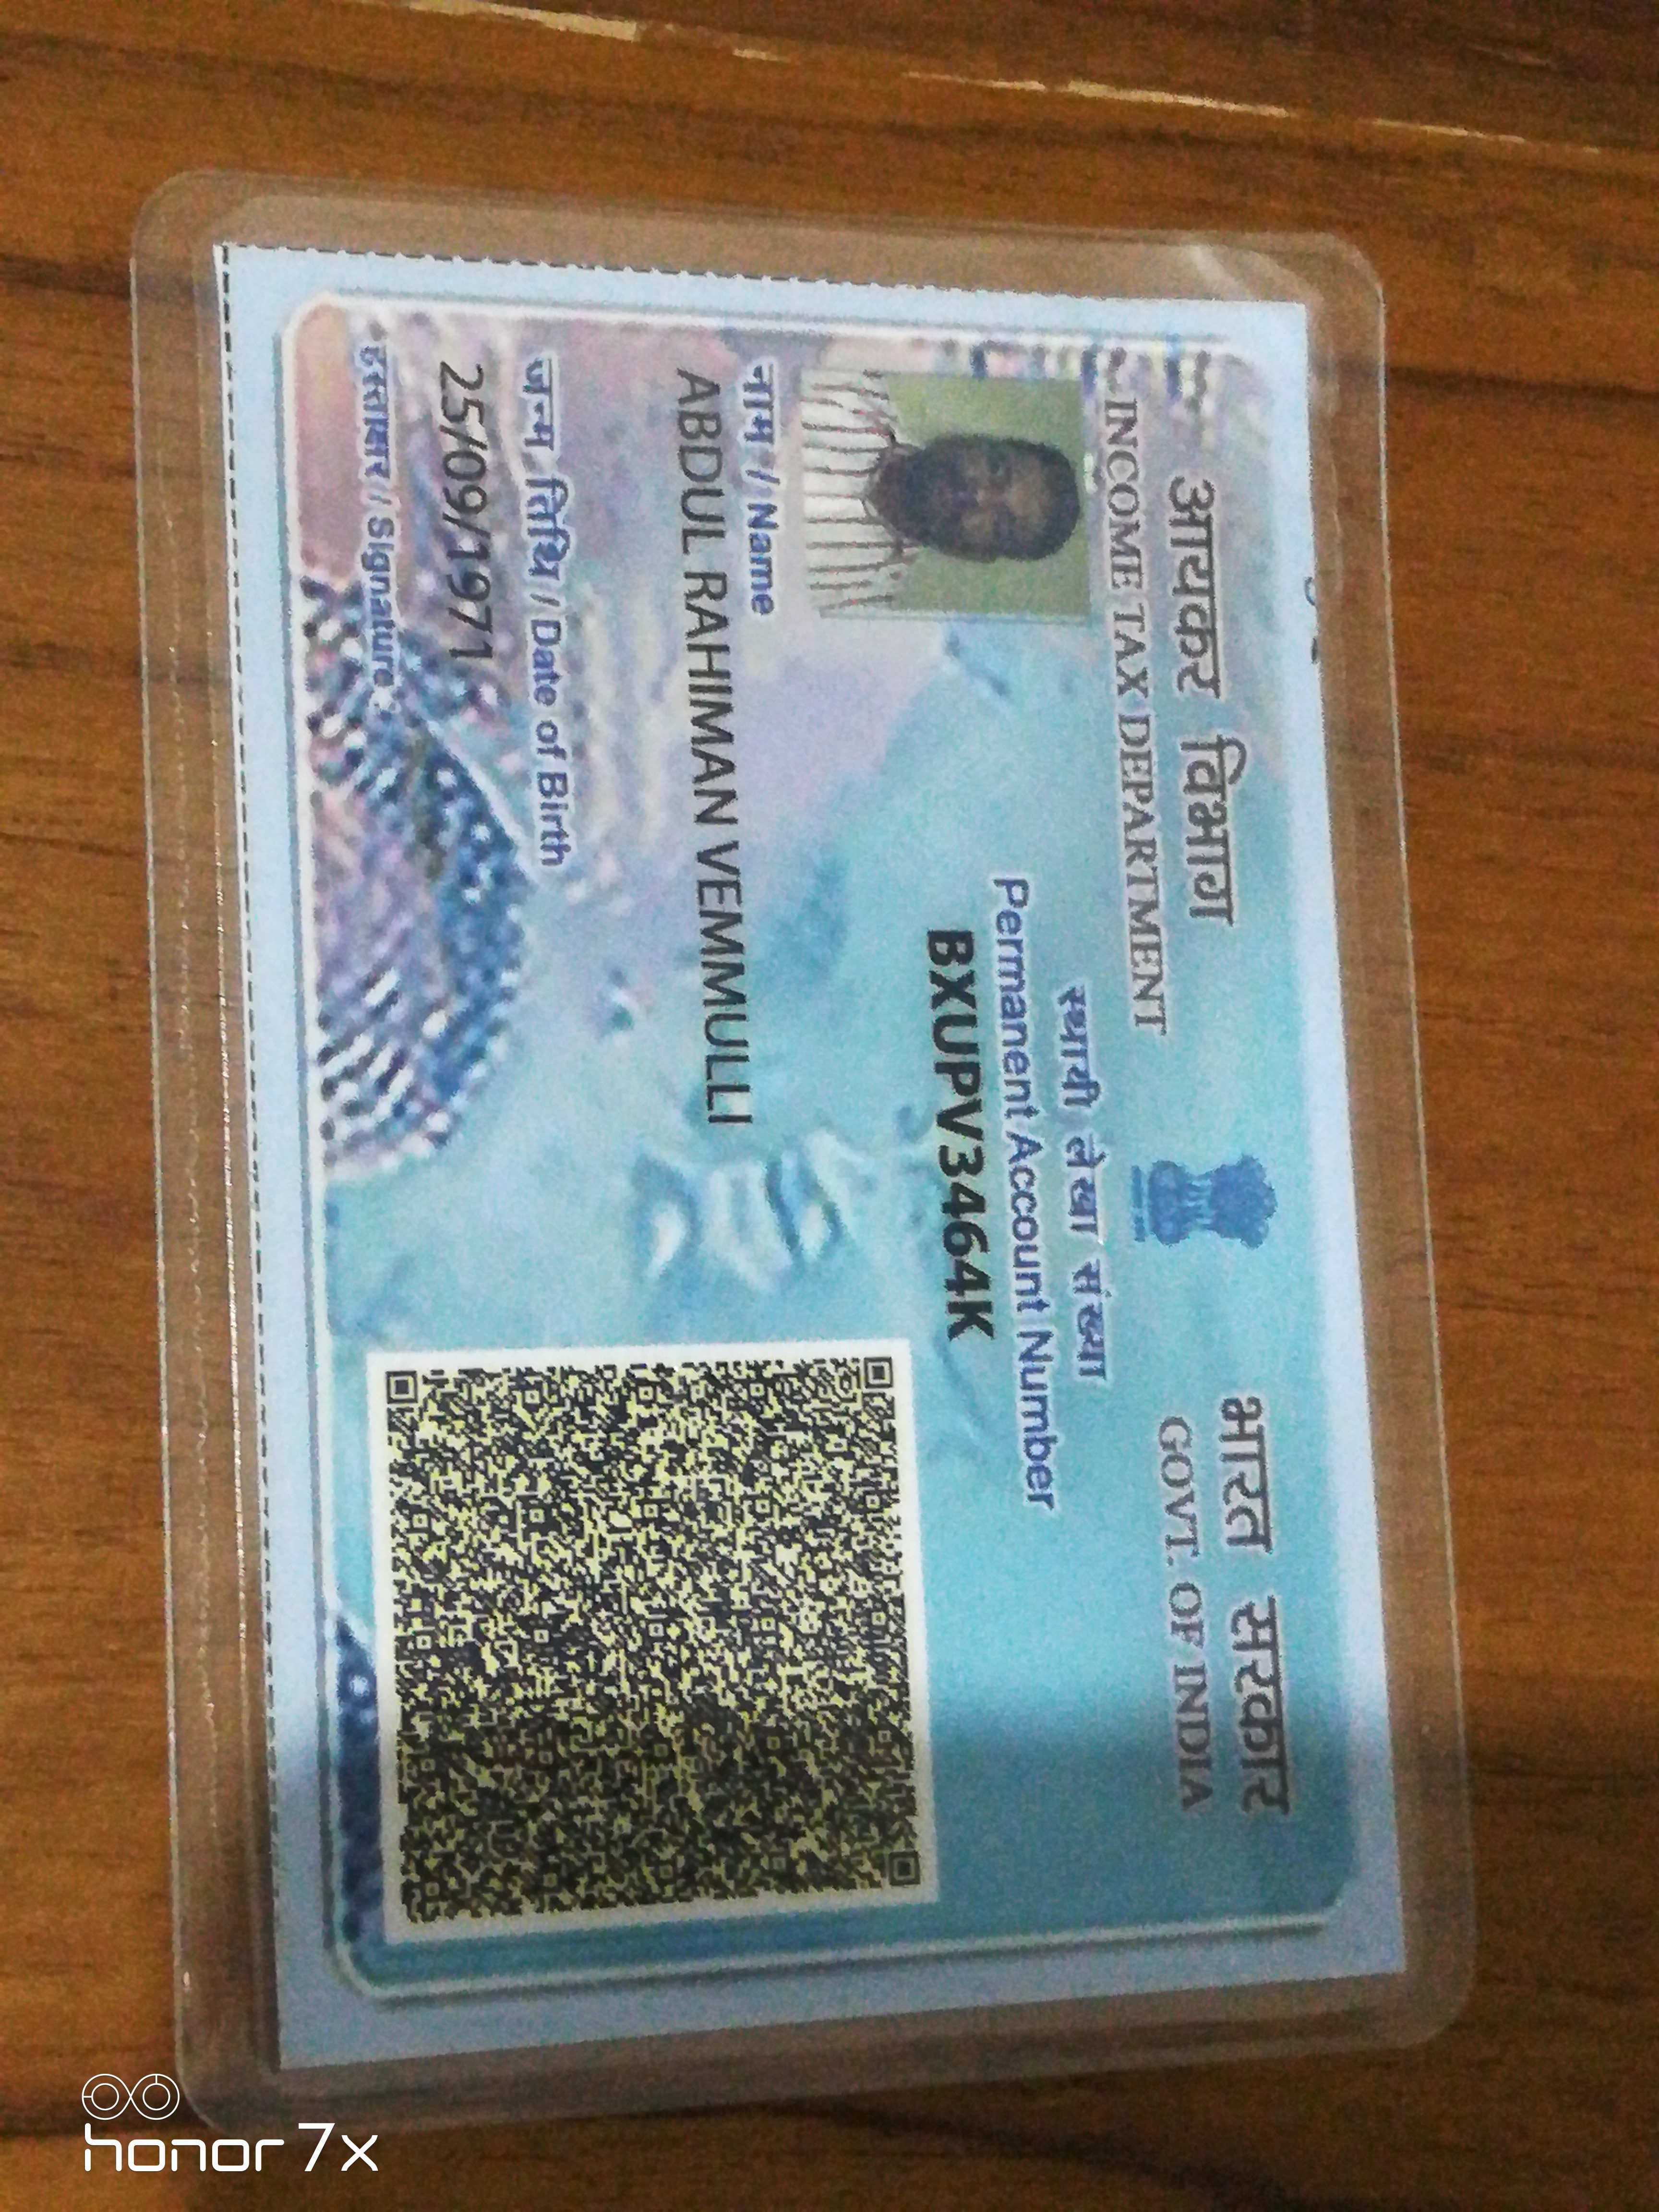 आयकर विभाग
INCOME TAX DEPARTMENT
भारत सरकार
GOVT. OF INDIA
स्थायी लेखा संख्या
Permanent Account Number
BXUPV3464K
नाम / Name
ABDUL RAHIMAN VEMMULLI
जन्म तिथि / Date of Birth
25/09/1971
हस्ताक्षर / Signature
honor 7x